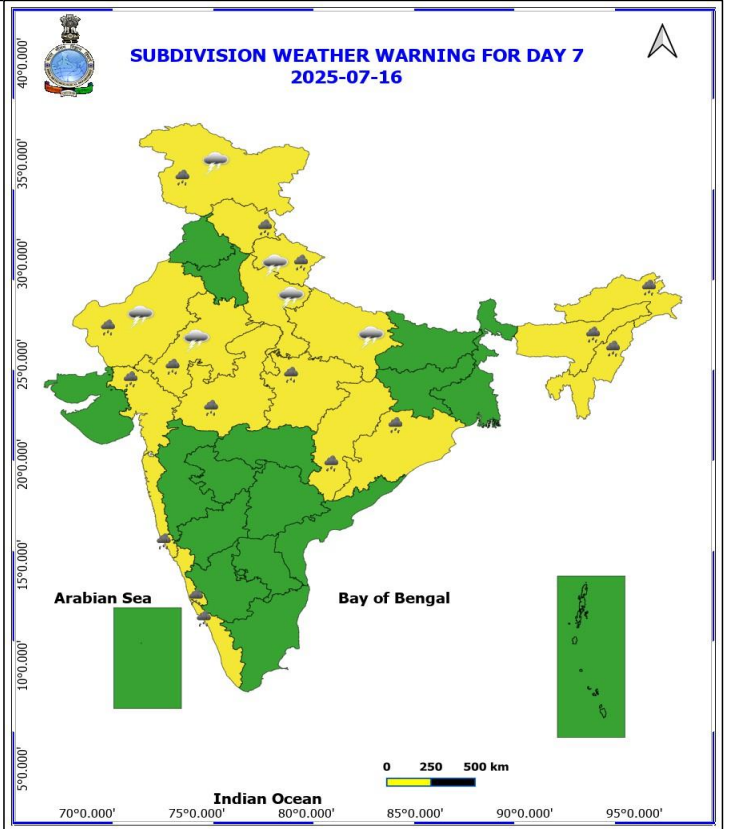 SUBDIVISION WEATHER WARNING FOR DAY 7
2025-07-16
40°0.000'
35°0.000'
30°0.000'
25°0.000'
20°0.000'
15°0.000'
10°0.000'
5°0.000'
Arabian Sea
Bay of Bengal
0 250 500 km
Indian Ocean
70°0.000' 75°0.000' 80°0.000' 85°0.000' 90°0.000' 95°0.000'